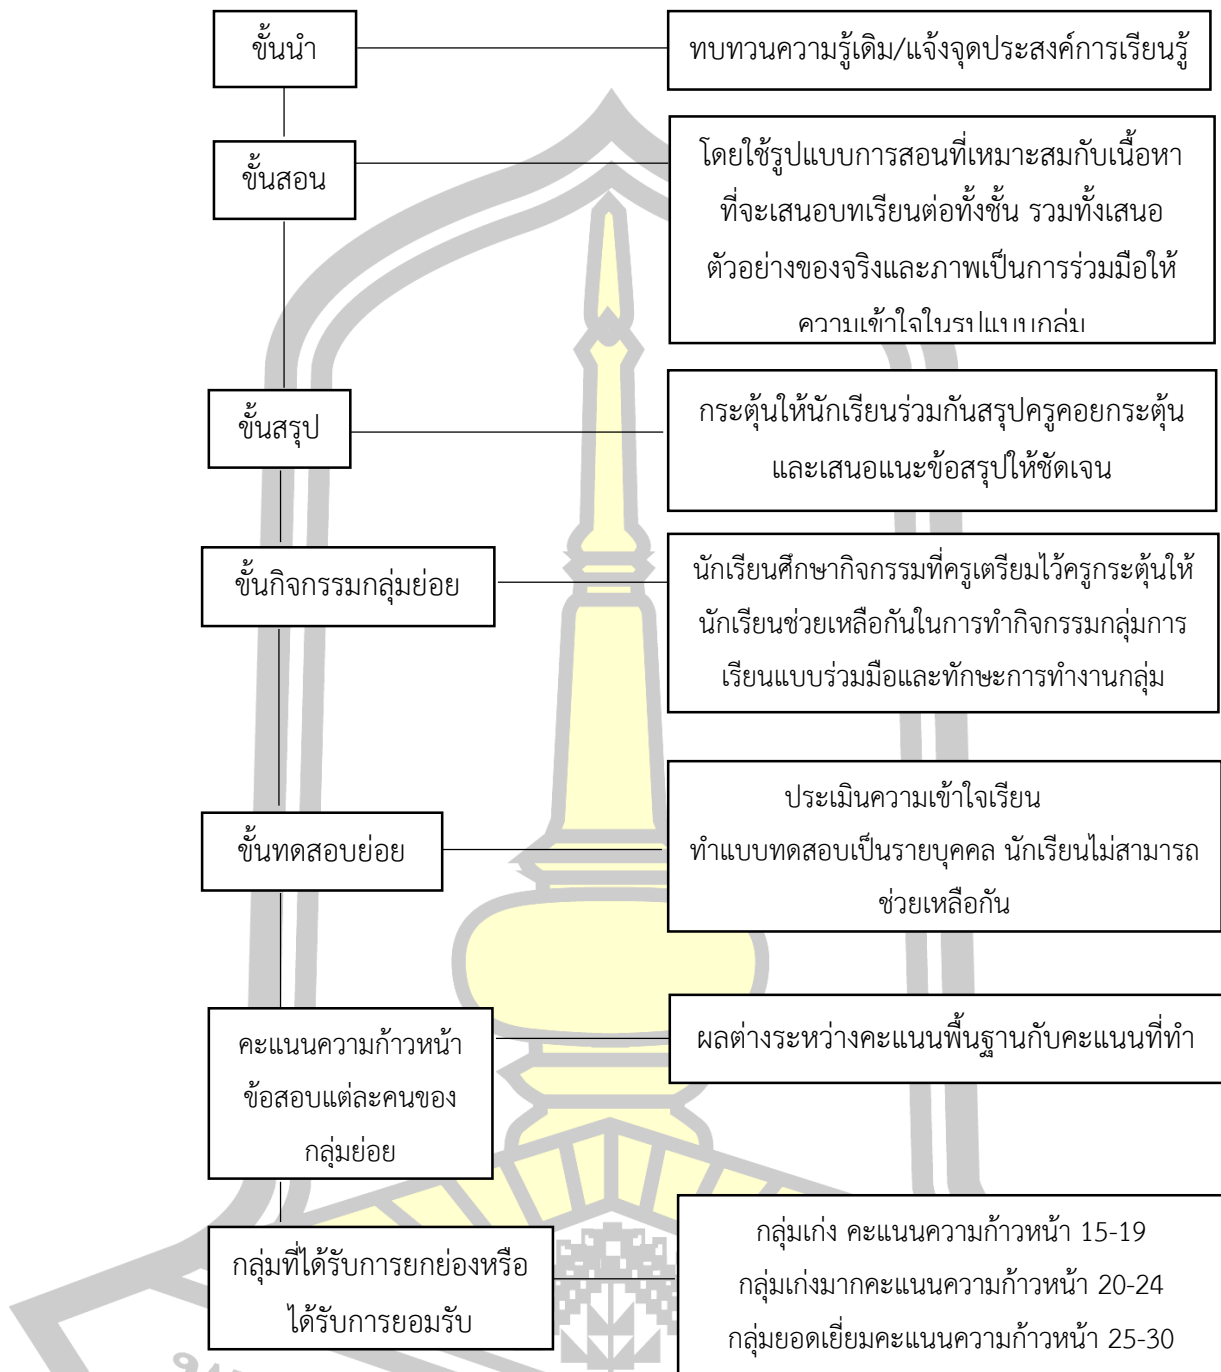 ขั้นนำ
ทบทวนความรู้เดิม/แจ้งจุดประสงค์การเรียนรู้
ขั้นสอน
โดยใช้รูปแบบการสอนที่เหมาะสมกับเนื้อหา
ที่จะเสนอบทเรียนต่อทั้งชั้น รวมทั้งเสนอ
ตัวอย่างของจริงและภาพเป็นการร่วมมือให้
ความเข้าใจในรูปแบบกลุ่ม
ขั้นสรุป
กระตุ้นให้นักเรียนร่วมกันสรุปครูคอยกระตุ้น
และเสนอแนะข้อสรุปให้ชัดเจน
ขั้นกิจกรรมกลุ่มย่อย
นักเรียนศึกษากิจกรรมที่ครูเตรียมไว้ครูกระตุ้นให้
นักเรียนช่วยเหลือกันในการทำกิจกรรมกลุ่มการ
เรียนแบบร่วมมือและทักษะการทำงานกลุ่ม
ขั้นทดสอบย่อย
ประเมินความเข้าใจเรียน
ทำแบบทดสอบเป็นรายบุคคล นักเรียนไม่สามารถ
ช่วยเหลือกัน
คะแนนความก้าวหน้า
ข้อสอบแต่ละคนของ
กลุ่มย่อย
ผลต่างระหว่างคะแนนพื้นฐานกับคะแนนที่ทำ
กลุ่มที่ได้รับการยกย่องหรือ
ได้รับการยอมรับ
กลุ่มเก่ง คะแนนความก้าวหน้า 15-19
กลุ่มเก่งมากคะแนนความก้าวหน้า 20-24
กลุ่มยอดเยี่ยมคะแนนความก้าวหน้า 25-30